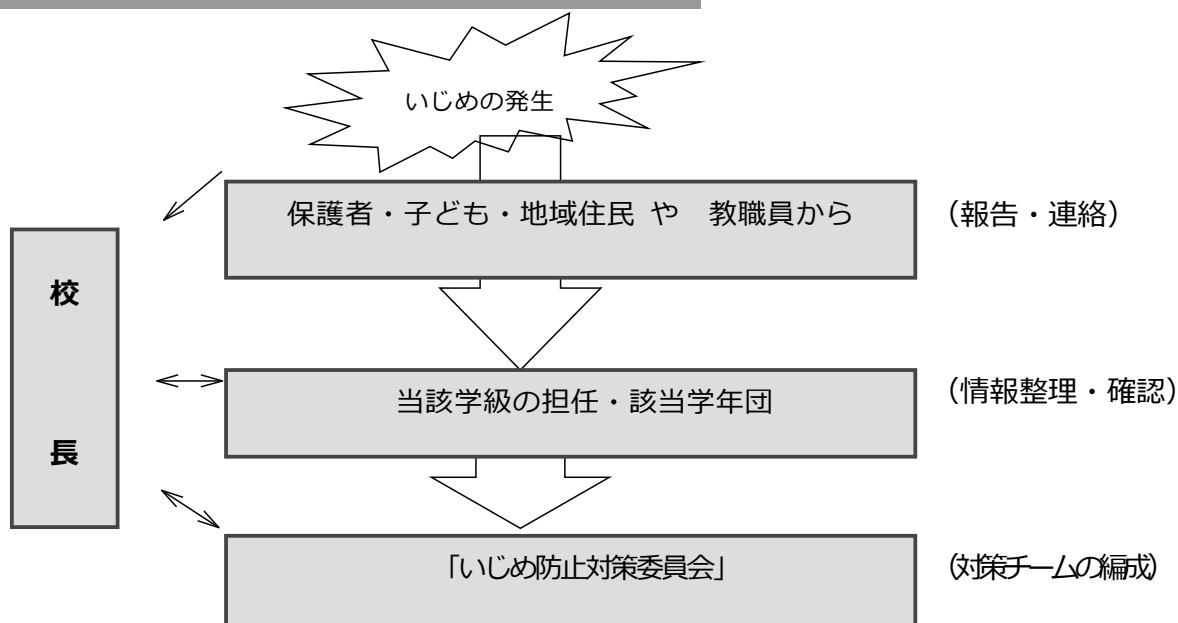 いじめの発生
保護者・子ども・地域住民 や　教職員から
（報告・連絡）
校
長
当該学級の担任・該当学年団
（情報整理・確認）
「いじめ防止対策委員会」
（対策チームの編成）